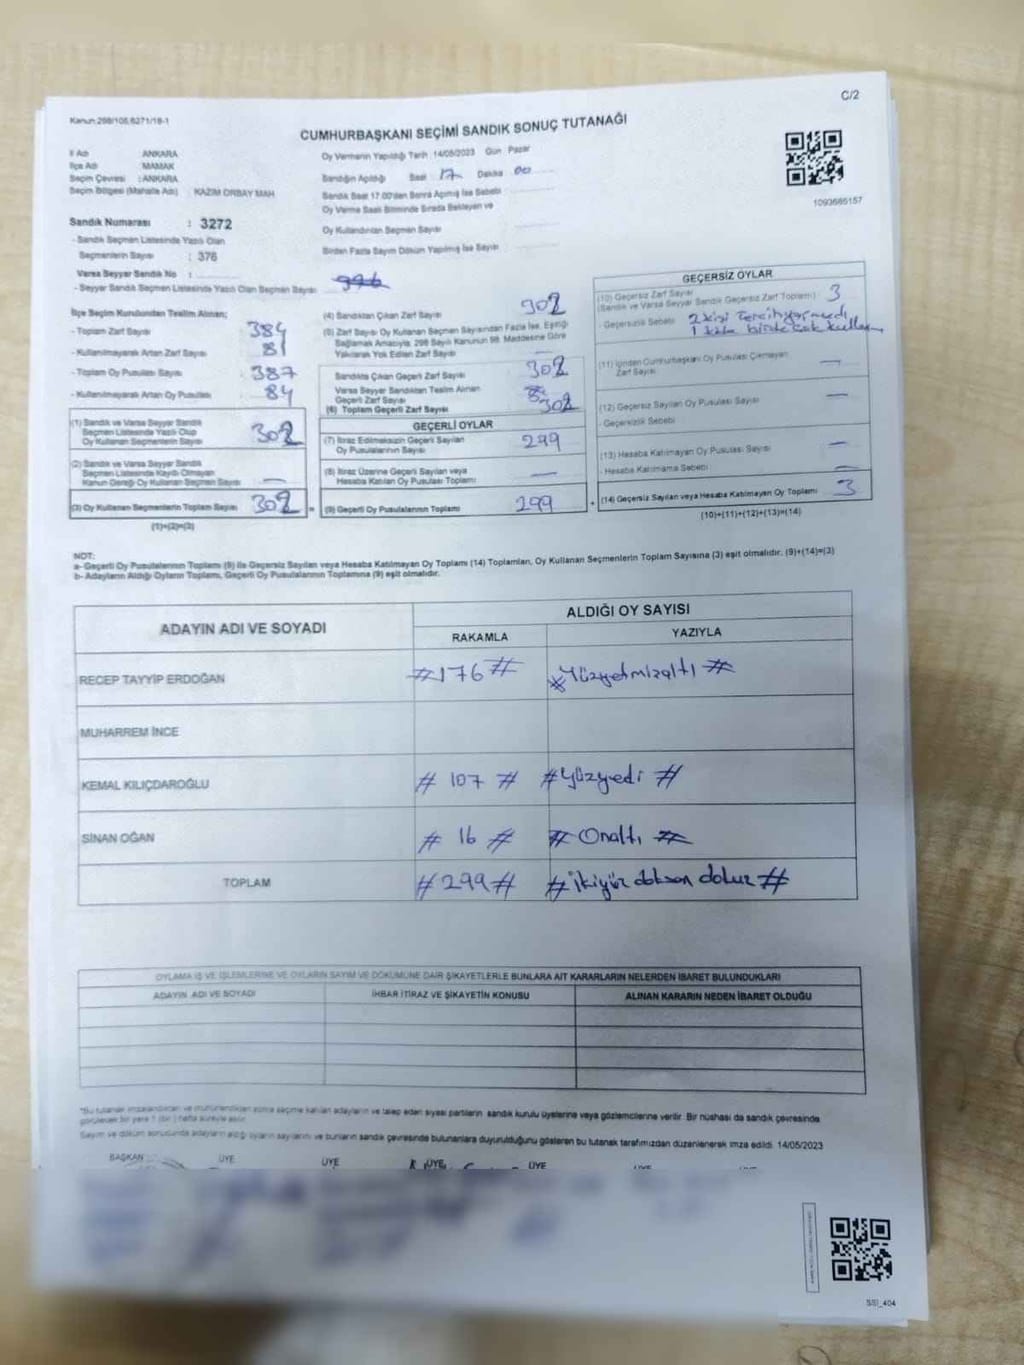 C/2
Kanun:298/105,6271/18-1
CUMHURBAŞKANI SEÇİMİ SANDIK SONUÇ TUTANAĞI
İl Adı ANKARA
İlçe Adı MAMAK
Seçim Çevresi : ANKARA
Seçim Bölgesi (Mahalle Adı) KAZIM ORBAY MAH
Sandık Numarası : 3272
- Sandık Seçmen Listesinde Yazılı Olan
Seçmenlerin Sayısı : 376
Varsa Seyyar Sandık No :
- Seyyar Sandık Seçmen Listesinde Yazılı Olan Seçmen Sayısı
Oy Vermenin Yapıldığı Tarih :14/05/2023 Gün Pazar
Sandığın Açıldığı Saat 17 Dakika 00
Sandık Saat 17.00'den Sonra Açılmış İse Sebebi
Oy Verme Saati Bitiminde Sırada Bekleyen ve
Oy Kullandırılan Seçmen Sayısı
Birden Fazla Sayım Döküm Yapılmış İse Sayısı
1093665157
İlçe Seçim Kurulundan Teslim Alınan;
- Toplam Zarf Sayısı 384
- Kullanılmayarak Artan Zarf Sayısı 81
- Toplam Oy Pusulası Sayısı 387
- Kullanılmayarak Artan Oy Pusulası 84
(1) Sandık ve Varsa Seyyar Sandık
Seçmen Listesinde Yazılı Olup
Oy Kullanan Seçmenlerin Sayısı 302
(2) Sandık ve Varsa Seyyar Sandık
Seçmen Listesinde Kaydı Olmayan
Kanun Gereği Oy Kullanan Seçmenlerin Sayısı —
(3) Oy Kullanan Seçmenlerin Toplam Sayısı 302 =
(1)+(2)=(3)
(4) Sandıktan Çıkan Zarf Sayısı 302
(5) Zarf Sayısı Oy Kullanan Seçmen Sayısından Fazla İse, Eşitliği
Sağlamak Amacıyla, 298 Sayılı Kanunun 98. Maddesine Göre
Yakılarak Yok Edilen Zarf Sayısı —
Sandıkta Çıkan Geçerli Zarf Sayısı 302
Varsa Seyyar Sandıktan Teslim Alınan
Geçerli Zarf Sayısı
(6) Toplam Geçerli Zarf Sayısı 302
GEÇERLİ OYLAR
(7) İtiraz Edilmeksizin Geçerli Sayılan
Oy Pusulası Sayısı 299
(8) İtiraz Üzerine Geçerli Sayılan veya
Hesaba Katılan Oy Pusulası Toplamı —
(9) Geçerli Oy Pusulalarının Toplamı 299 +
GEÇERSİZ OYLAR
(10) Geçersiz Zarf Sayısı
(Sandık ve Varsa Seyyar Sandık Geçersiz Zarf Toplamı) 3
- Geçersizlik Sebebi 2 kişi Tercih yapmadı
1 kişi birden çok kullanmış
(11) İçinden Cumhurbaşkanı Oy Pusulası Çıkmayan
Zarf Sayısı —
(12) Geçersiz Sayılan Oy Pusulası Sayısı —
- Geçersizlik Sebebi
(13) Hesaba Katılmayan Oy Pusulası Sayısı —
- Hesaba Katılmama Sebebi —
(14) Geçersiz Sayılan veya Hesaba Katılmayan Oy Toplamı 3
(10)+(11)+(12)+(13)=(14)
NOT:
a- Geçerli Oy Pusulalarının Toplamı (9) ile Geçersiz Sayılan veya Hesaba Katılmayan Oy Toplamı (14) Toplamları, Oy Kullanan Seçmenlerin Toplam Sayısına (3) eşit olmalıdır. (9)+(14)=(3)
b- Adayların Aldığı Oyların Toplamı, Geçerli Oy Pusulalarının Toplamına (9) eşit olmalıdır.
ADAYIN ADI VE SOYADI
ALDIĞI OY SAYISI
RAKAMLA YAZIYLA
RECEP TAYYİP ERDOĞAN #176# #Yüzyetmişaltı#
MUHARREM İNCE
KEMAL KILIÇDAROĞLU #107# #Yüzyedi#
SİNAN OĞAN #16# #Onaltı#
TOPLAM #299# #ikiyüz doksan dokuz#
OYLAMA İŞ VE İŞLEMLERİNE VE OYLARIN SAYIM VE DÖKÜMÜNE DAİR ŞİKAYETLERLE BUNLARA AİT KARARLARIN NELERDEN İBARET BULUNDUKLARI
ADAYIN ADI VE SOYADI İHBAR İTİRAZ VE ŞİKAYETİN KONUSU ALINAN KARARIN NEDEN İBARET OLDUĞU
*Bu tutanak imzalandıktan ve mühürlendikten sonra seçime katılan adayların ve talep eden siyasi partilerin sandık kurulu üyelerine veya gözlemcilerine verilir. Bir nüshası da sandık çevresinde
görülecek bir yere 1 (bir) hafta süreyle asılır.
Sayım ve döküm sonucunda adayların aldığı oyların sayılarını ve bunların sandık çevresinde bulunanlara duyurulduğunu gösteren bu tutanak tarafımızdan düzenlenerek imza edildi. 14/05/2023
BAŞKAN ÜYE ÜYE ÜYE ÜYE ÜYE ÜYE
SSI_404